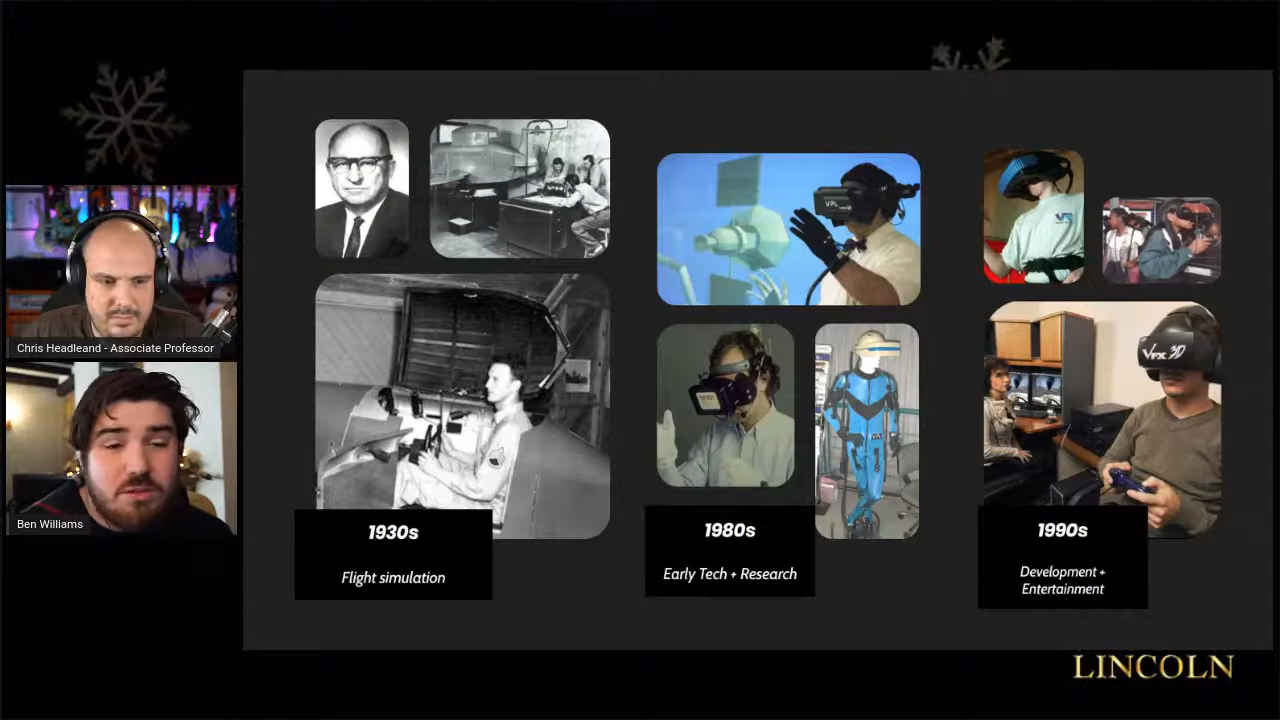 Chris Headleand - Associate Professor
Ben Williams
1930s
Flight simulation
VPL
1980s
Early Tech + Research
VFX 3D
1990s
Development +
Entertainment
LINCOLN